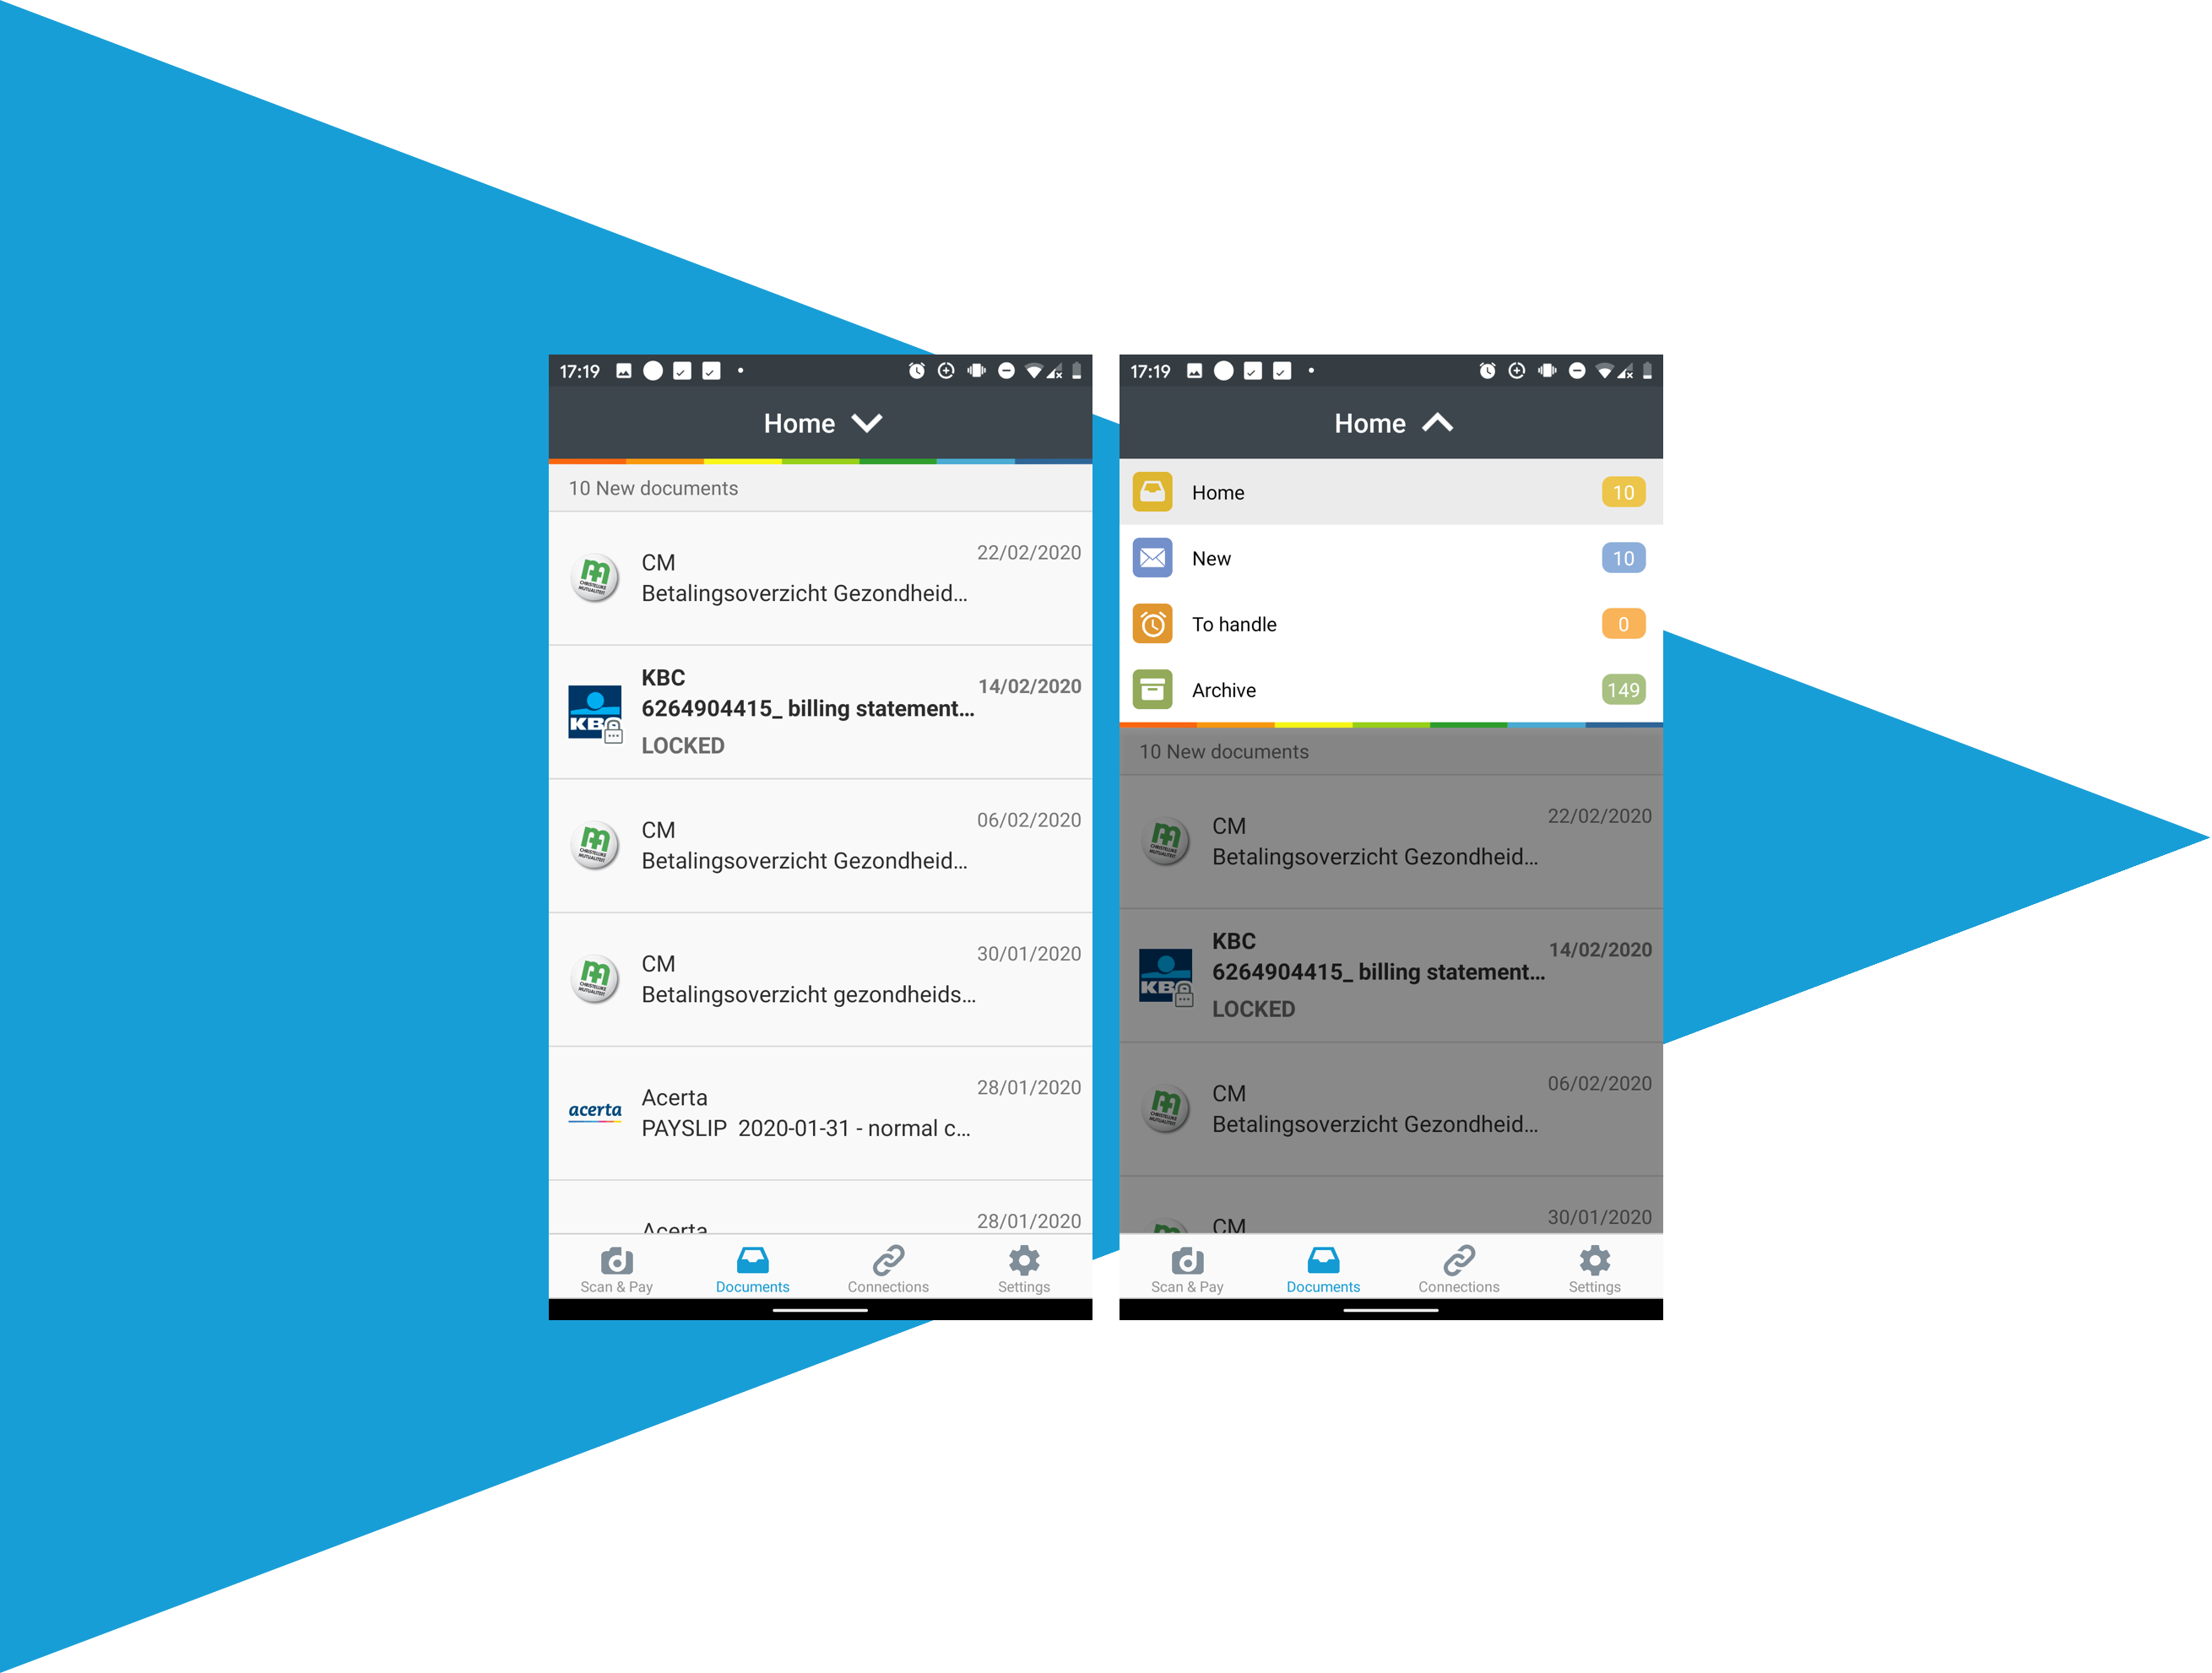 17:19
Home
10 New documents
CM
22/02/2020
Betalingsoverzicht Gezondheid...
KBC
14/02/2020
6264904415_ billing statement...
LOCKED
CM
06/02/2020
Betalingsoverzicht Gezondheid...
CM
30/01/2020
Betalingsoverzicht gezondheids...
acerta
Acerta
28/01/2020
PAYSLIP  2020-01-31 - normal c...
Acerta
28/01/2020
Scan & Pay
Documents
Connections
Settings
17:19
Home
Home
10
New
10
To handle
0
Archive
149
10 New documents
CM
22/02/2020
Betalingsoverzicht Gezondheid...
KBC
14/02/2020
6264904415_ billing statement...
LOCKED
CM
06/02/2020
Betalingsoverzicht Gezondheid...
CM
30/01/2020
Scan & Pay
Documents
Connections
Settings